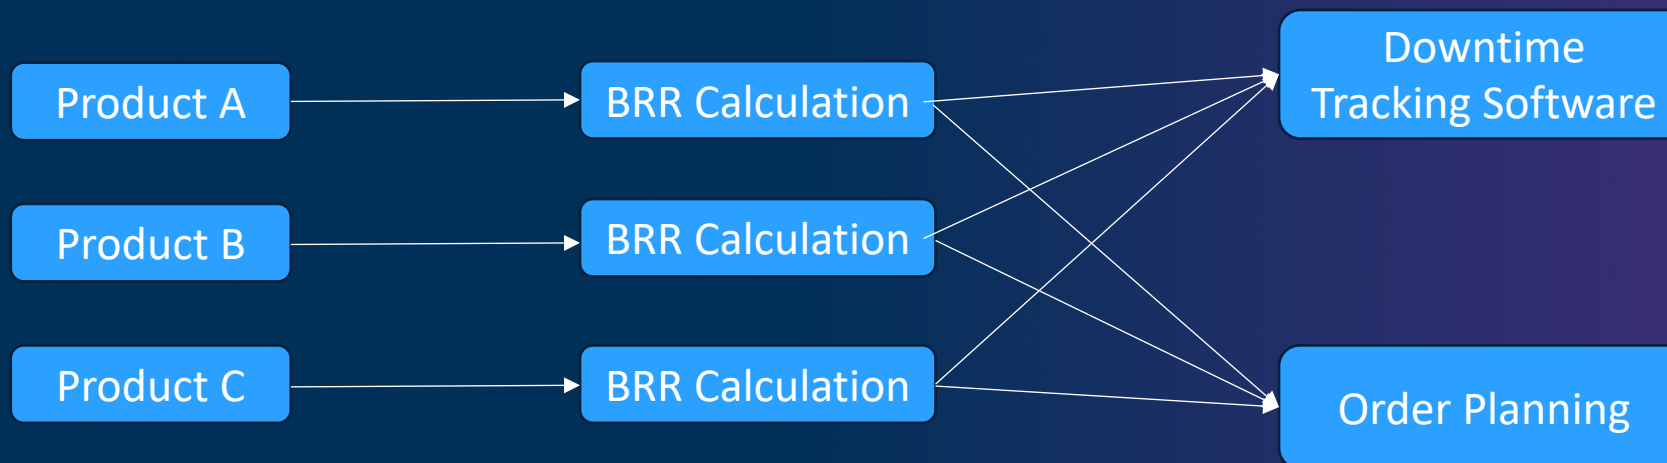 Product A
BRR Calculation
Downtime
Tracking Software
Product B
BRR Calculation
Product C
BRR Calculation
Order Planning